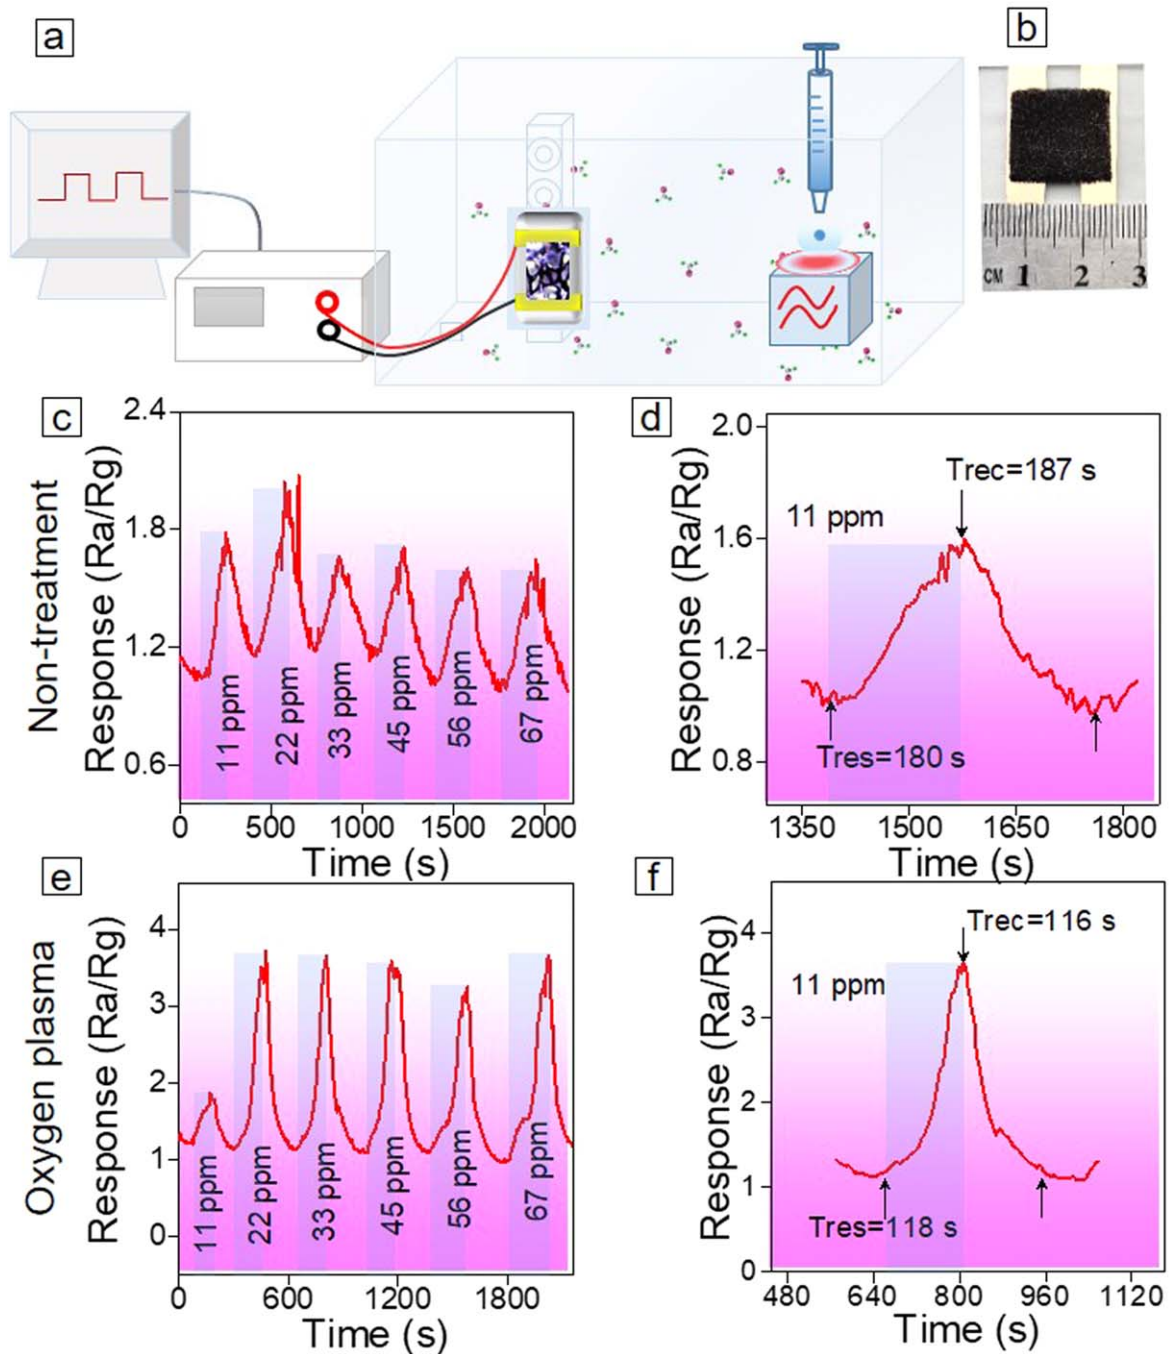 a
b
CM 1 2 3
c
Non-treatment
Response (Ra/Rg)
2.4
1.8
1.2
0.6
11 ppm
22 ppm
33 ppm
45 ppm
56 ppm
67 ppm
0 500 1000 1500 2000
Time (s)
d
Response (Ra/Rg)
2.0
1.6
1.2
0.8
Trec=187 s
11 ppm
Tres=180 s
1350 1500 1650 1800
Time (s)
e
Oxygen plasma
Response (Ra/Rg)
4
3
2
1
0
11 ppm
22 ppm
33 ppm
45 ppm
56 ppm
67 ppm
0 600 1200 1800
Time (s)
f
Response (Ra/Rg)
4
3
2
1
0
Trec=116 s
11 ppm
Tres=118 s
480 640 800 960 1120
Time (s)